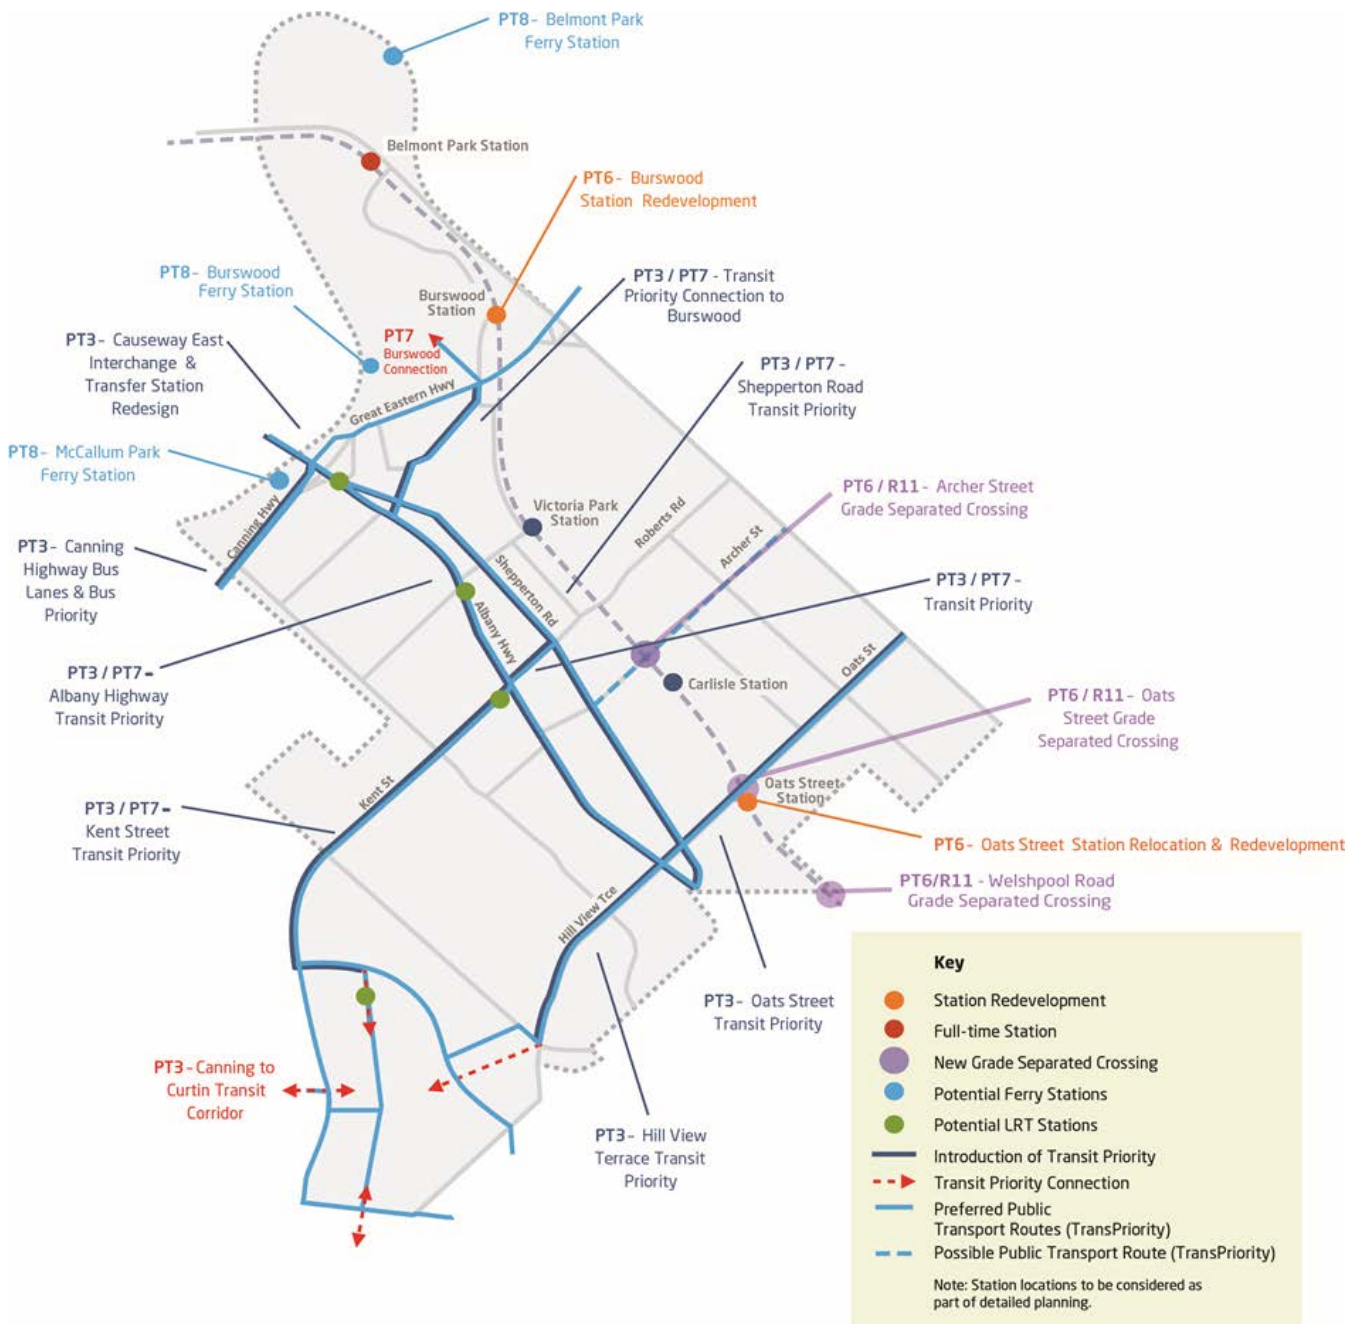 PT8 - Belmont Park
Ferry Station
Belmont Park Station
PT6 - Burswood
Station Redevelopment
PT8 - Burswood
Ferry Station
Burswood
Station
PT3 / PT7 - Transit
Priority Connection to
Burswood
PT7
Burswood
Connection
PT3 - Causeway East
Interchange &
Transfer Station
Redesign
Great Eastern Hwy
PT3 / PT7 -
Shepperton Road
Transit Priority
PT8 - McCallum Park
Ferry Station
Canning Hwy
Victoria Park
Station
Roberts Rd
Archer St
PT6 / R11 - Archer Street
Grade Separated Crossing
PT3 - Canning
Highway Bus
Lanes & Bus
Priority
Shepperton Rd
Albany Hwy
PT3 / PT7 -
Transit Priority
PT3 / PT7 -
Albany Highway
Transit Priority
Carlisle Station
Oats St
PT6 / R11 - Oats
Street Grade
Separated Crossing
Kent St
Oats Street
Station
PT3 / PT7 -
Kent Street
Transit Priority
PT6 - Oats Street Station Relocation & Redevelopment
PT6/R11 - Welshpool Road
Grade Separated Crossing
Hill View Tce
PT3 - Oats Street
Transit Priority
PT3 - Canning to
Curtin Transit
Corridor
PT3 - Hill View
Terrace Transit
Priority
Key
Station Redevelopment
Full-time Station
New Grade Separated Crossing
Potential Ferry Stations
Potential LRT Stations
Introduction of Transit Priority
Transit Priority Connection
Preferred Public
Transport Routes (TransPriority)
Possible Public Transport Route (TransPriority)
Note: Station locations to be considered as
part of detailed planning.